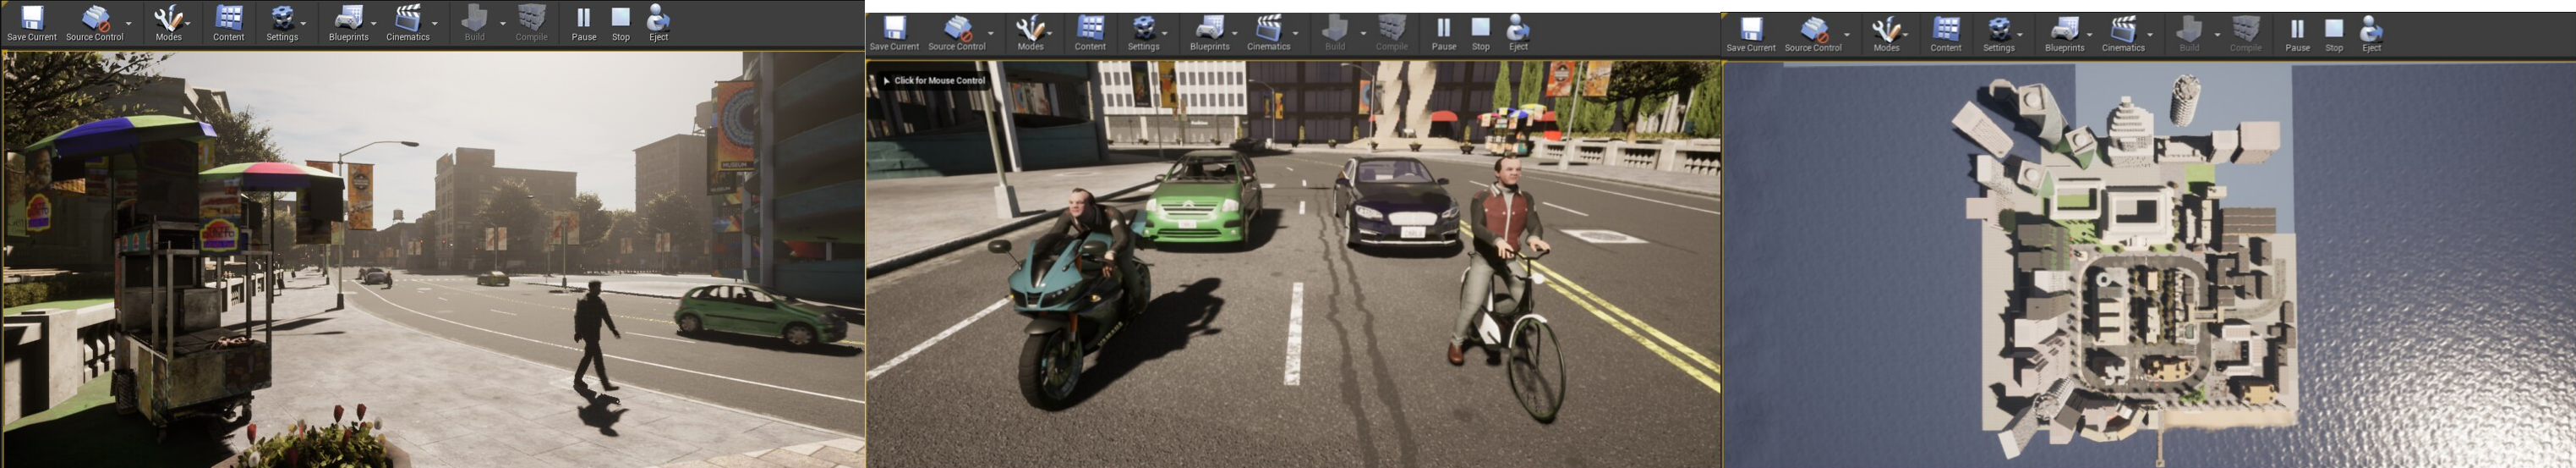 Save Current Source Control Modes Content Settings Blueprints Cinematics Build Compile Pause Stop Eject
MUSEUM
Save Current Source Control Modes Content Settings Blueprints Cinematics Build Compile Pause Stop Eject
Click for Mouse Control
Save Current Source Control Modes Content Settings Blueprints Cinematics Build Compile Pause Stop Eject